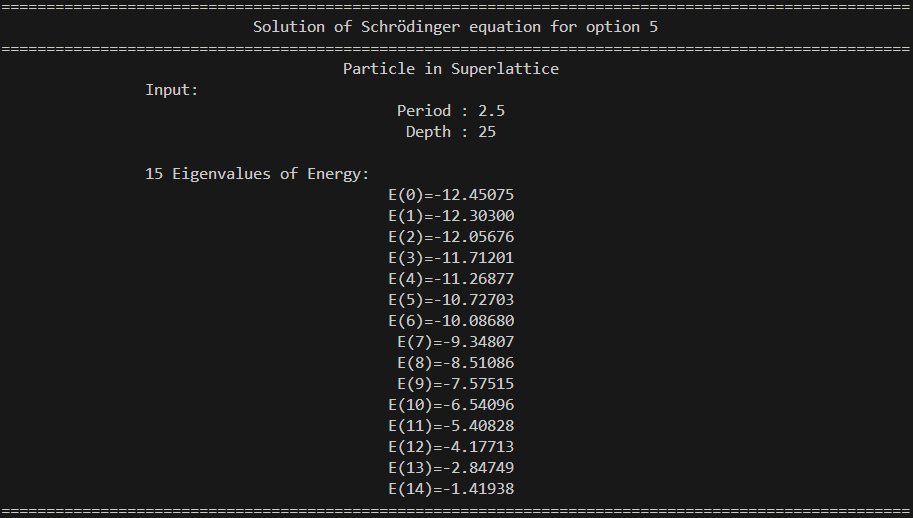 Solution of Schrödinger equation for option 5
Particle in Superlattice
Input:
Period : 2.5
Depth : 25
15 Eigenvalues of Energy:
E(0)=-12.45075
E(1)=-12.30300
E(2)=-12.05676
E(3)=-11.71201
E(4)=-11.26877
E(5)=-10.72703
E(6)=-10.08680
E(7)=-9.34807
E(8)=-8.51086
E(9)=-7.57515
E(10)=-6.54096
E(11)=-5.40828
E(12)=-4.17713
E(13)=-2.84749
E(14)=-1.41938